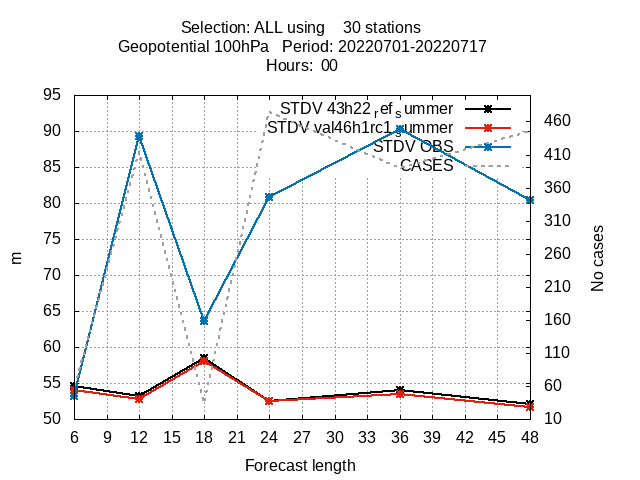 Selection: ALL using    30 stations
Geopotential 100hPa   Period: 20220701-20220717
Hours:  00
STDV 43h22_ref_summer
STDV val46h1rc1_summer
STDV OBS
CASES
95
90
85
80
75
70
65
60
55
50
460
410
360
310
260
210
160
110
60
10
m
No cases
6 9 12 15 18 21 24 27 30 33 36 39 42 45 48
Forecast length